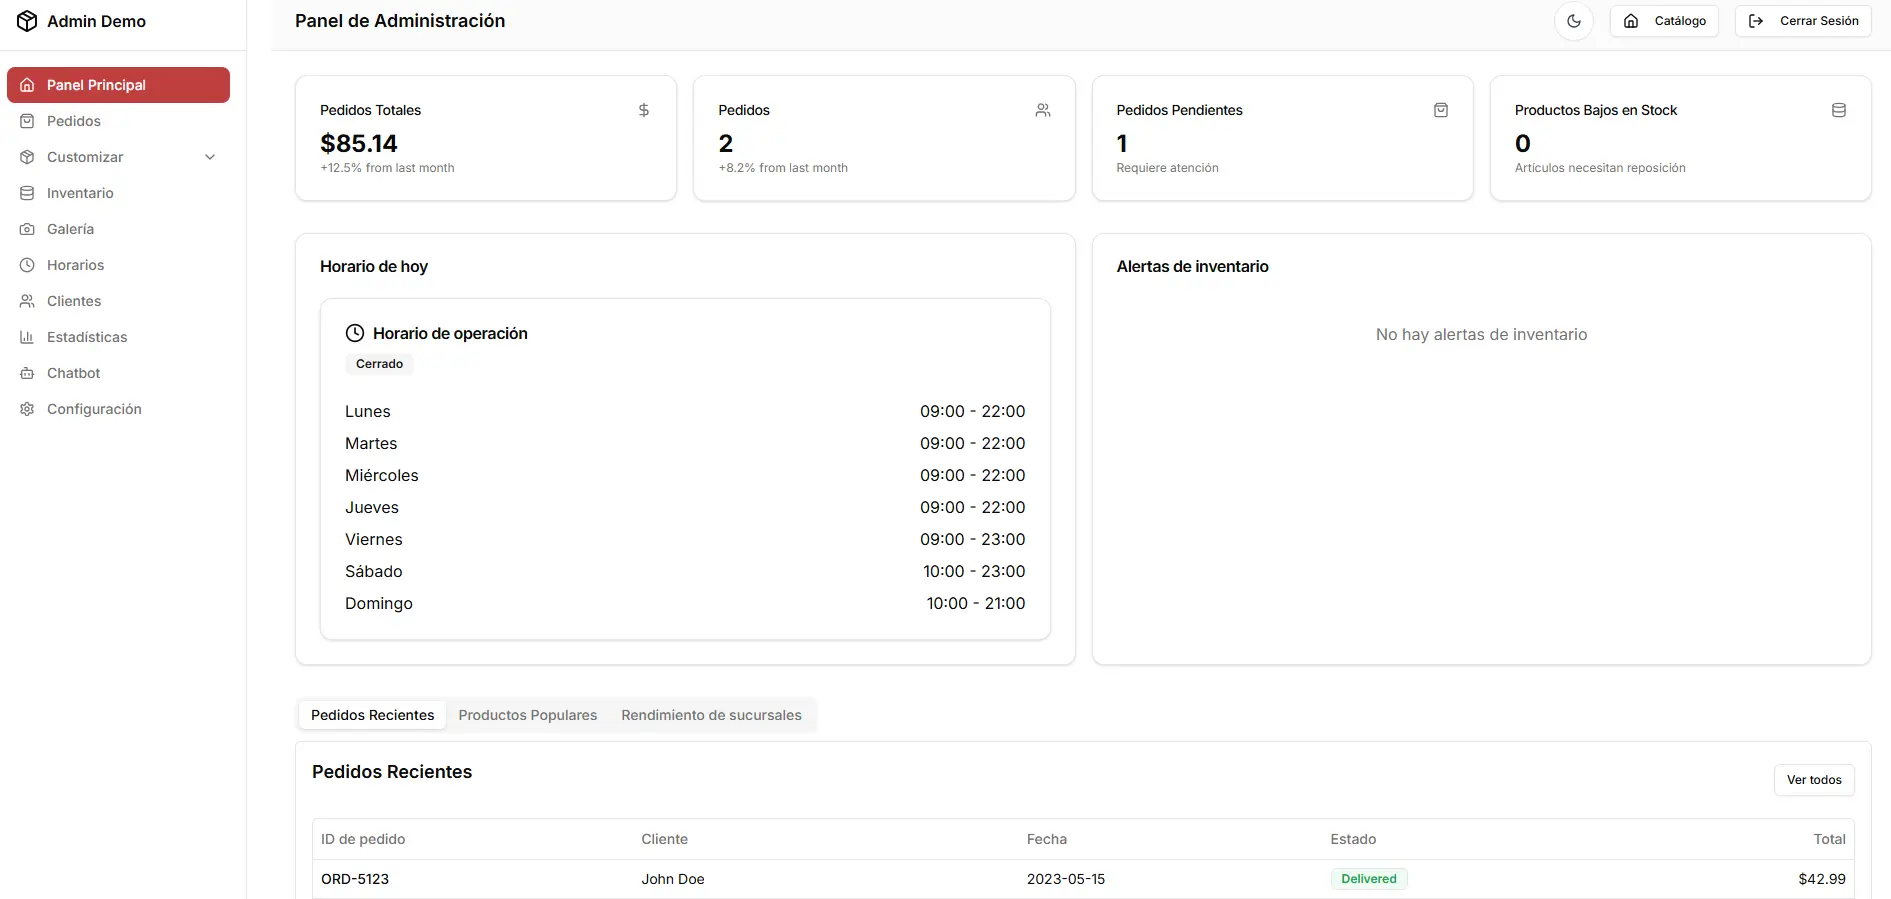 Admin Demo
Panel de Administración
Catálogo
Cerrar Sesión
Panel Principal
Pedidos
Customizar
Inventario
Galería
Horarios
Clientes
Estadísticas
Chatbot
Configuración
Pedidos Totales
$85.14
+12.5% from last month
Pedidos
2
+8.2% from last month
Pedidos Pendientes
1
Requiere atención
Productos Bajos en Stock
0
Artículos necesitan reposición
Horario de hoy
Horario de operación
Cerrado
Lunes 09:00 - 22:00
Martes 09:00 - 22:00
Miércoles 09:00 - 22:00
Jueves 09:00 - 22:00
Viernes 09:00 - 23:00
Sábado 10:00 - 23:00
Domingo 10:00 - 21:00
Alertas de inventario
No hay alertas de inventario
Pedidos Recientes Productos Populares Rendimiento de sucursales
Pedidos Recientes
Ver todos
ID de pedido Cliente Fecha Estado Total
ORD-5123 John Doe 2023-05-15 Delivered $42.99